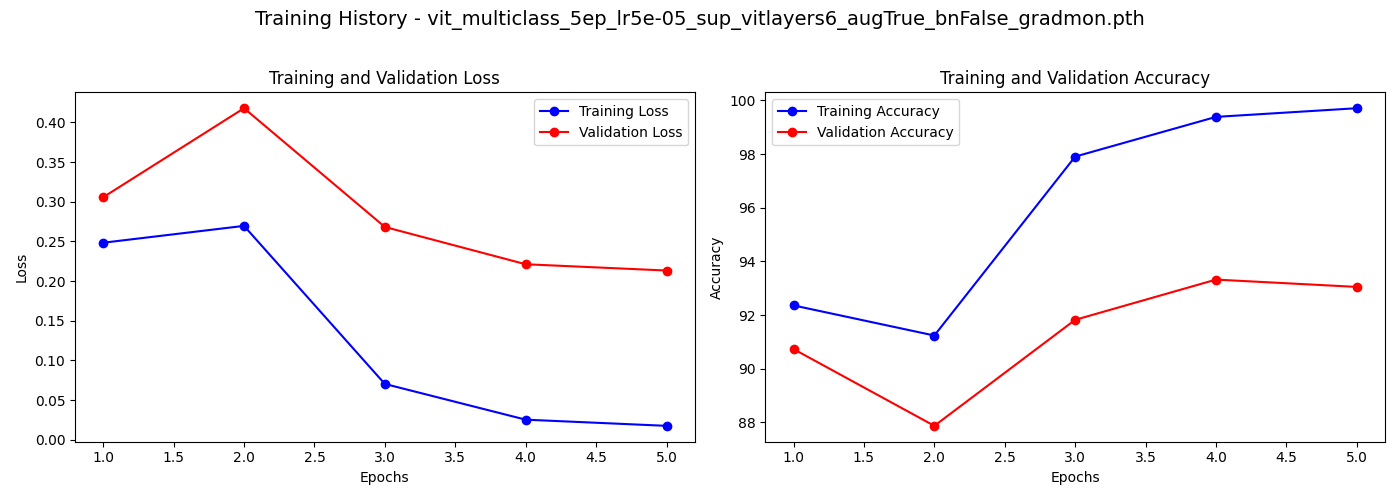 Training History - vit_multiclass_5ep_lr5e-05_sup_vitlayers6_augTrue_bnFalse_gradmon.pth
Training and Validation Loss
Training Loss
Validation Loss
Loss
0.40
0.35
0.30
0.25
0.20
0.15
0.10
0.05
0.00
1.0 1.5 2.0 2.5 3.0 3.5 4.0 4.5 5.0
Epochs
Training and Validation Accuracy
Training Accuracy
Validation Accuracy
Accuracy
100
98
96
94
92
90
88
1.0 1.5 2.0 2.5 3.0 3.5 4.0 4.5 5.0
Epochs